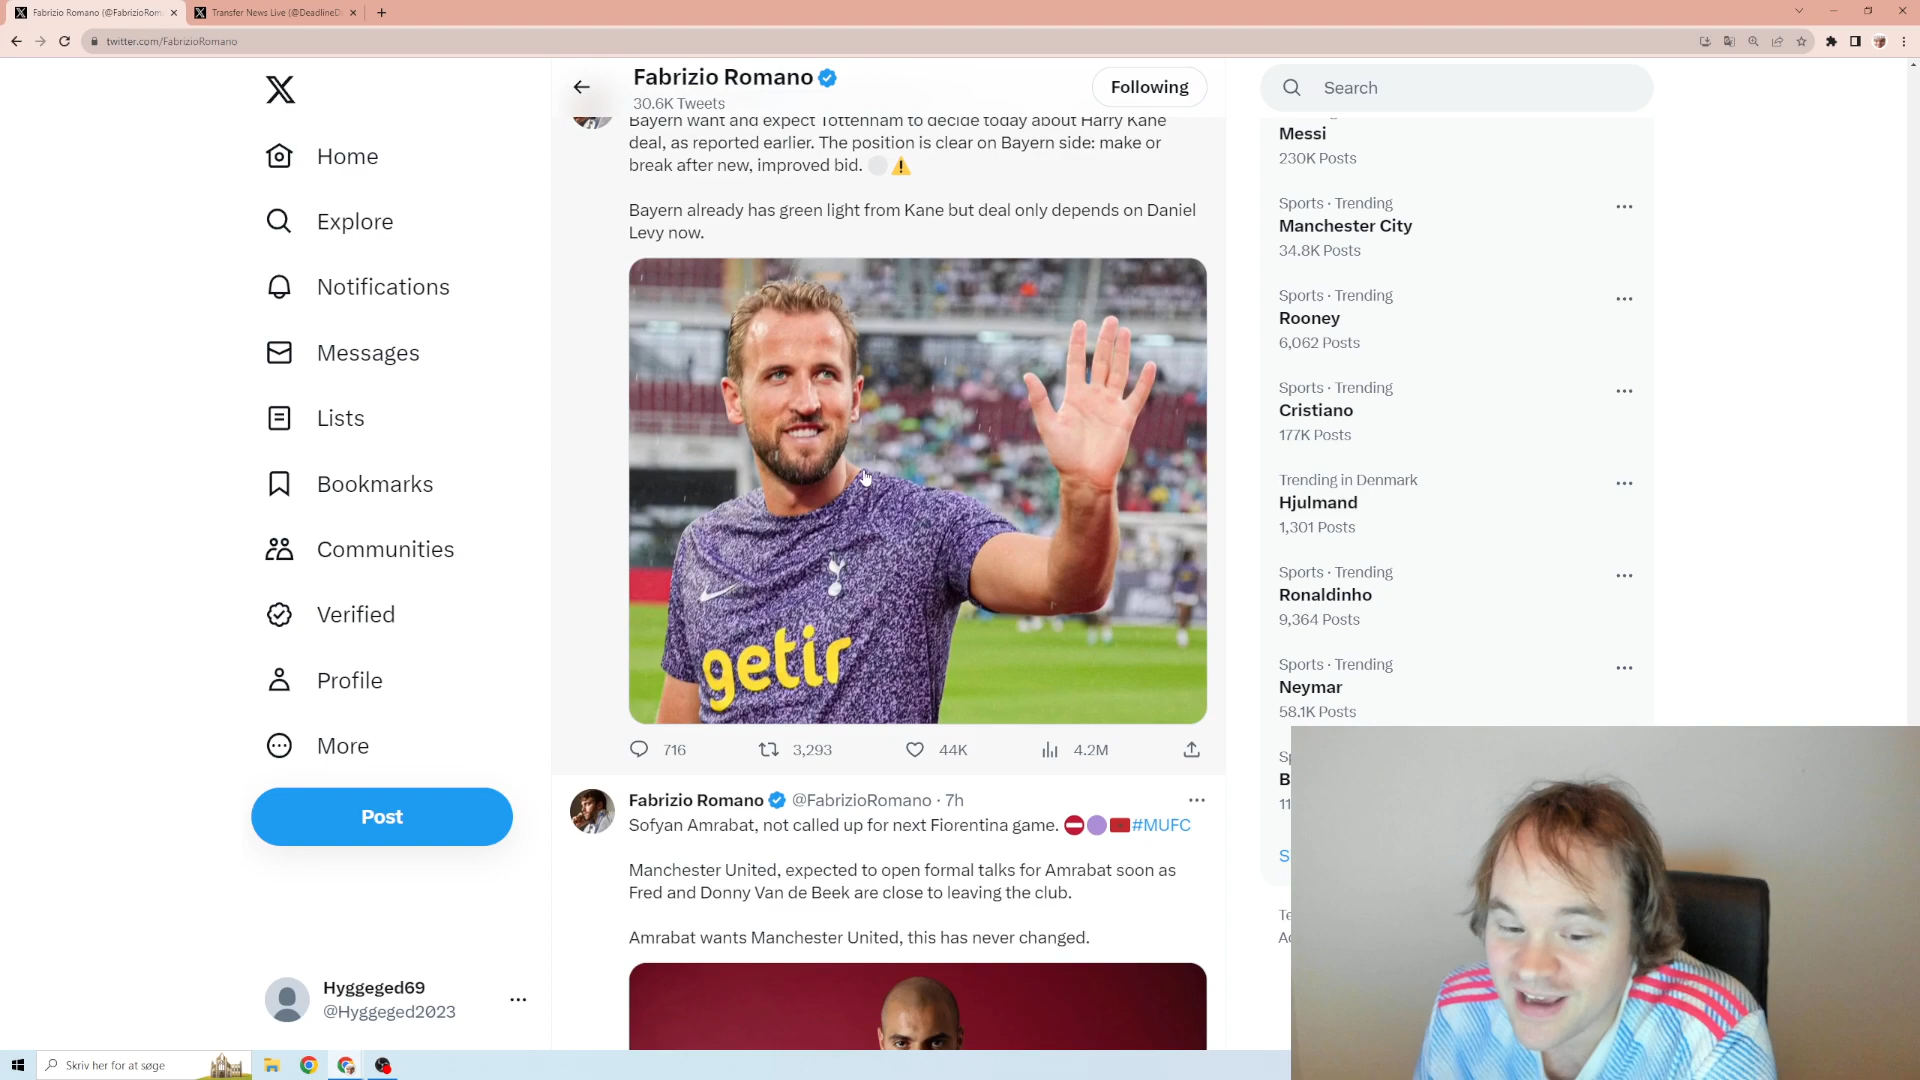 Fabrizio Romano (@FabrizioRom
Transfer News Live (@DeadlineD
twitter.com/FabrizioRomano
Home
Explore
Notifications
Messages
Lists
Bookmarks
Communities
Verified
Profile
More
Post
Hyggeged69
@Hyggeged2023
Fabrizio Romano
30.6K Tweets
Following
Bayern want and expect Tottenham to decide today about Harry Kane
deal, as reported earlier. The position is clear on Bayern side: make or
break after new, improved bid. ⚪️⚠️
Bayern already has green light from Kane but deal only depends on Daniel
Levy now.
getir
716
3,293
44K
4.2M
Fabrizio Romano @FabrizioRomano · 7h
Sofyan Amrabat, not called up for next Fiorentina game. ⛔️🟣🇲🇦 #MUFC
Manchester United, expected to open formal talks for Amrabat soon as
Fred and Donny Van de Beek are close to leaving the club.
Amrabat wants Manchester United, this has never changed.
Search
Messi
230K Posts
Sports · Trending
Manchester City
34.8K Posts
Sports · Trending
Rooney
6,062 Posts
Sports · Trending
Cristiano
177K Posts
Trending in Denmark
Hjulmand
1,301 Posts
Sports · Trending
Ronaldinho
9,364 Posts
Sports · Trending
Neymar
58.1K Posts
Skriv her for at søge